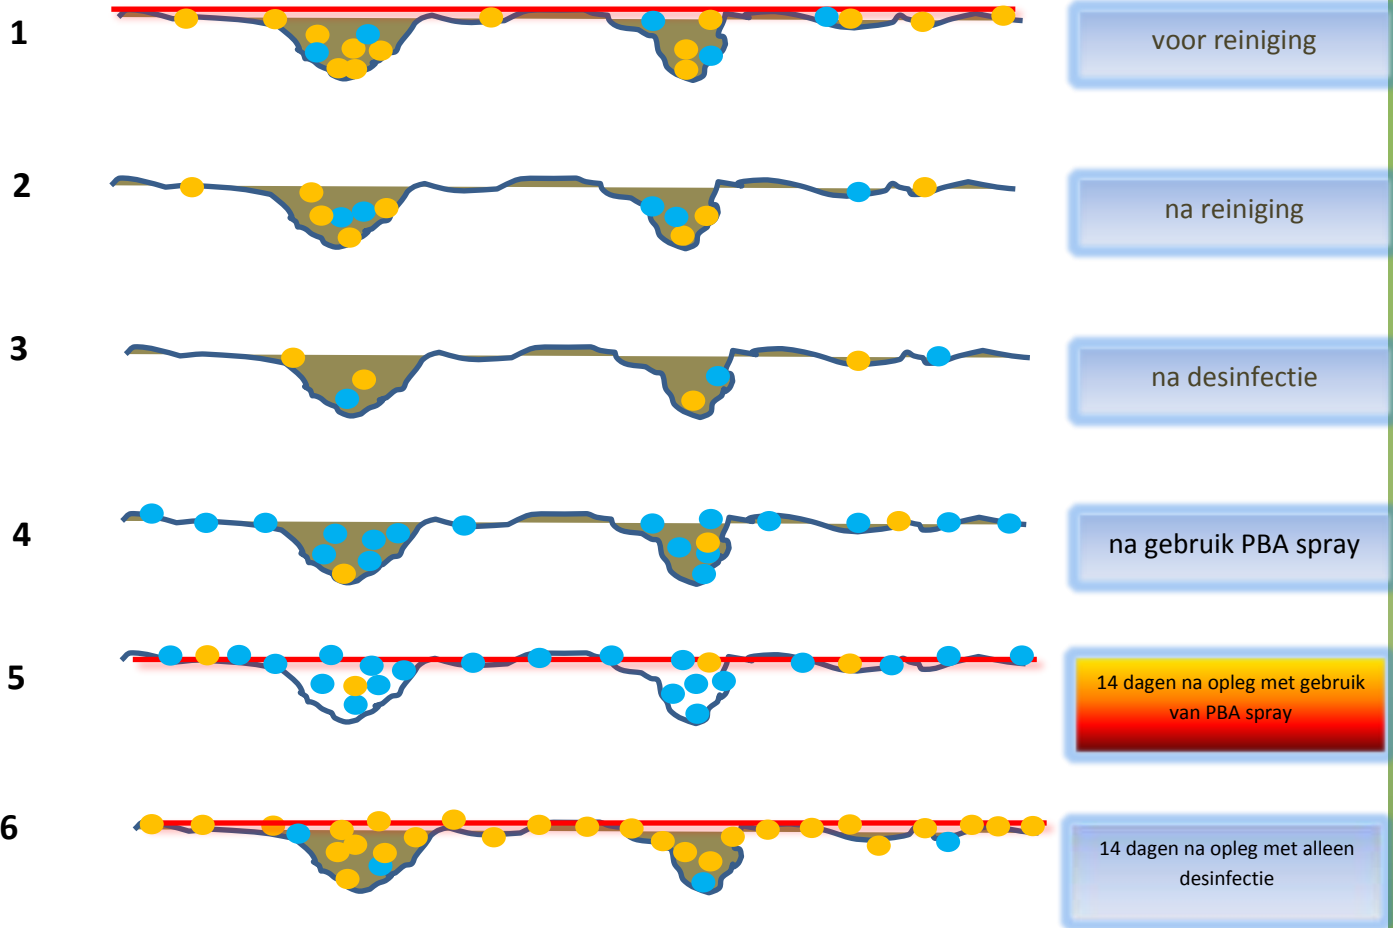 1
voor reiniging
2
na reiniging
3
na desinfectie
4
na gebruik PBA spray
5
14 dagen na opleg met gebruik
van PBA spray
6
14 dagen na opleg met alleen
desinfectie